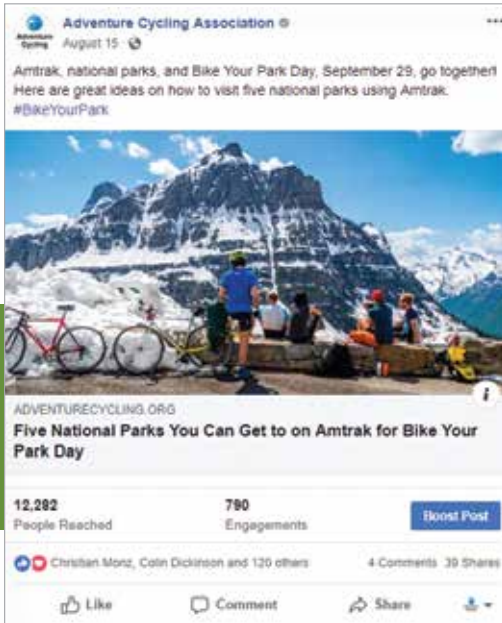 Adventure Cycling Association
Adventure
Cycling
August 15
Amtrak, national parks, and Bike Your Park Day, September 29, go together!
Here are great ideas on how to visit five national parks using Amtrak.
#BikeYourPark
i
ADVENTURECYCLING.ORG
Five National Parks You Can Get to on Amtrak for Bike Your
Park Day
12,282
People Reached
790
Engagements
Boost Post
Christian Monz, Colin Dickinson and 120 others
4 Comments 39 Shares
Like
Comment
Share